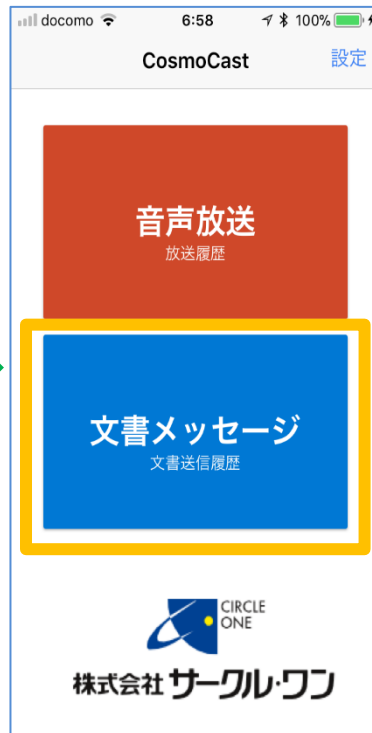 docomo 6:58 100%
CosmoCast 設定
音声放送
放送履歴
文書メッセージ
文書送信履歴
CIRCLE
ONE
株式会社サークル・ワン